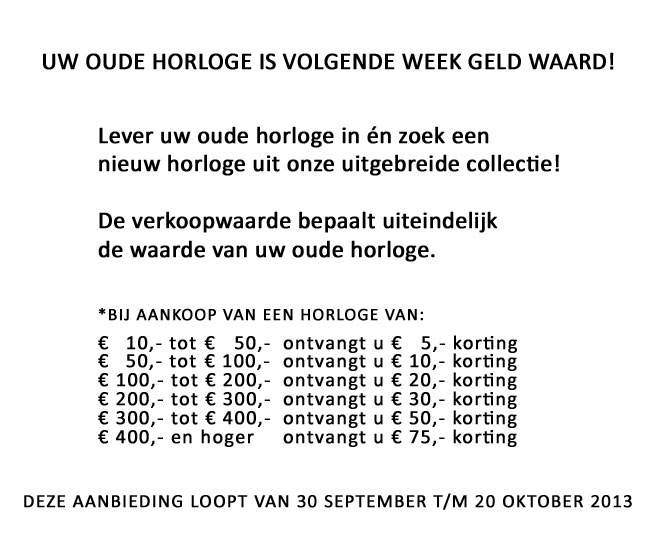 UW OUDE HORLOGE IS VOLGENDE WEEK GELD WAARD!
Lever uw oude horloge in én zoek een
nieuw horloge uit onze uitgebreide collectie!
De verkoopwaarde bepaalt uiteindelijk
de waarde van uw oude horloge.
*BIJ AANKOOP VAN EEN HORLOGE VAN:
€ 10,- tot € 50,- ontvangt u € 5,- korting
€ 50,- tot € 100,- ontvangt u € 10,- korting
€ 100,- tot € 200,- ontvangt u € 20,- korting
€ 200,- tot € 300,- ontvangt u € 30,- korting
€ 300,- tot € 400,- ontvangt u € 50,- korting
€ 400,- en hoger ontvangt u € 75,- korting
DEZE AANBIEDING LOOPT VAN 30 SEPTEMBER T/M 20 OKTOBER 2013